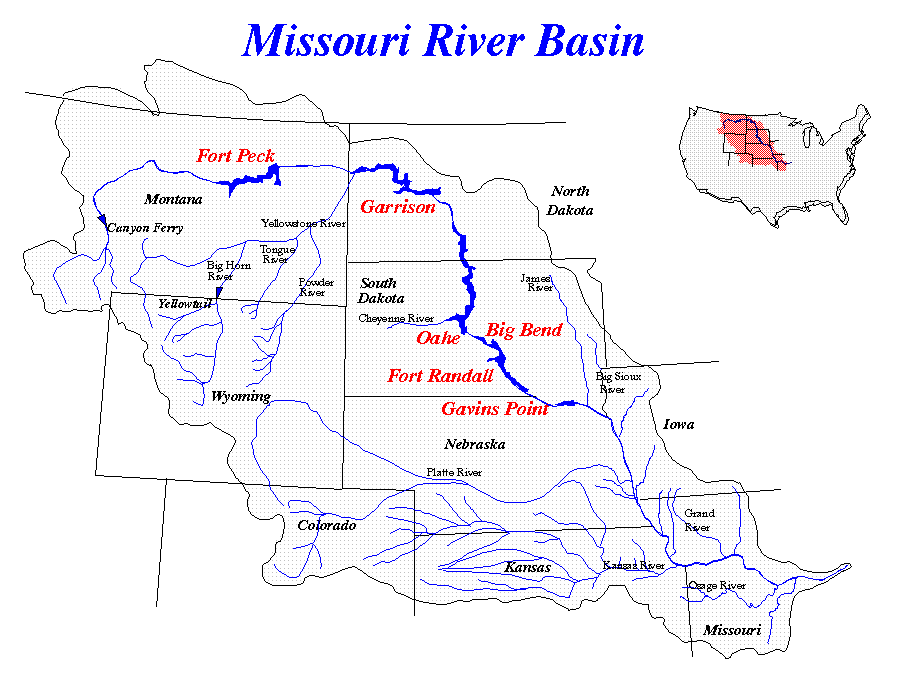 Missouri River Basin
Fort Peck
Montana
Garrison
North
Dakota
Canyon Ferry
Yellowstone River
Tongue
River
Big Horn
River
Powder
River
Yellowtail
South
Dakota
James
River
Cheyenne River
Oahe
Big Bend
Fort Randall
Big Sioux
River
Wyoming
Gavins Point
Iowa
Nebraska
Platte River
Grand
River
Colorado
Kansas
Kansas River
Osage River
Missouri